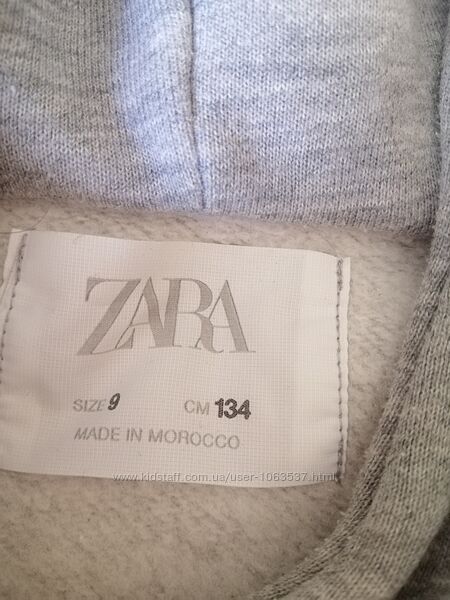 ZARA
SIZE 9 CM 134
MADE IN MOROCCO
www.kidstaff.com.ua/user-1063537.html